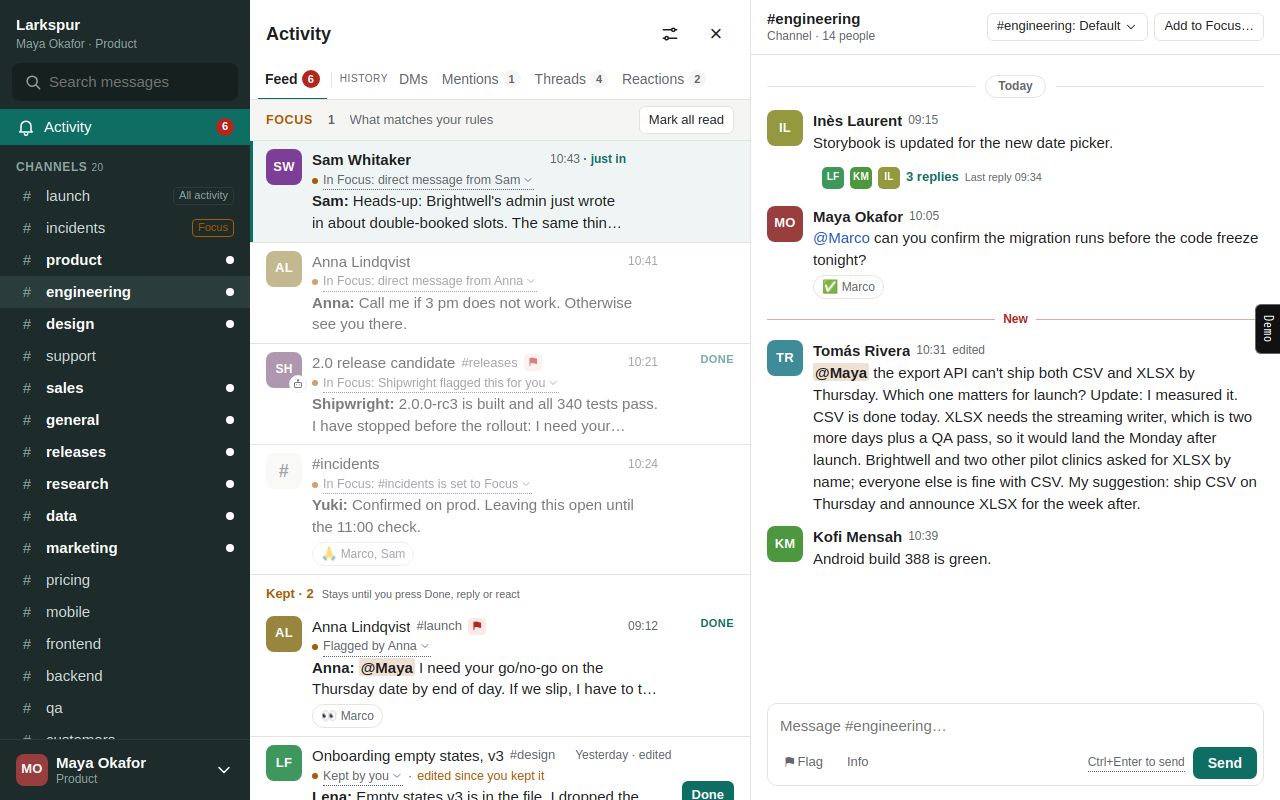 Larkspur
Maya Okafor · Product
Search messages
Activity
6
CHANNELS 20
# launch
All activity
# incidents
Focus
# product
# engineering
# design
# support
# sales
# general
# releases
# research
# data
# marketing
# pricing
# mobile
# frontend
# backend
# qa
# customers
MO
Maya Okafor
Product
Activity
Feed 6
HISTORY
DMs
Mentions 1
Threads 4
Reactions 2
FOCUS 1 What matches your rules
Mark all read
SW
Sam Whitaker
10:43 · just in
In Focus: direct message from Sam
Sam: Heads-up: Brightwell's admin just wrote
in about double-booked slots. The same thin…
AL
Anna Lindqvist
10:41
In Focus: direct message from Anna
Anna: Call me if 3 pm does not work. Otherwise
see you there.
SH
2.0 release candidate #releases
10:21
DONE
In Focus: Shipwright flagged this for you
Shipwright: 2.0.0-rc3 is built and all 340 tests pass.
I have stopped before the rollout: I need your…
#
#incidents
10:24
In Focus: #incidents is set to Focus
Yuki: Confirmed on prod. Leaving this open until
the 11:00 check.
🙏 Marco, Sam
Kept · 2 Stays until you press Done, reply or react
AL
Anna Lindqvist #launch
09:12
DONE
Flagged by Anna
Anna: @Maya I need your go/no-go on the
Thursday date by end of day. If we slip, I have to t…
👀 Marco
LF
Onboarding empty states, v3 #design
Yesterday · edited
Kept by you · edited since you kept it
Lena: Empty states v3 is in the file. I dropped the
Done
#engineering
Channel · 14 people
#engineering: Default
Add to Focus…
Today
IL
Inès Laurent 09:15
Storybook is updated for the new date picker.
LF KM IL 3 replies Last reply 09:34
MO
Maya Okafor 10:05
@Marco can you confirm the migration runs before the code freeze
tonight?
✅ Marco
New
TR
Tomás Rivera 10:31 edited
@Maya the export API can't ship both CSV and XLSX by
Thursday. Which one matters for launch? Update: I measured it.
CSV is done today. XLSX needs the streaming writer, which is two
more days plus a QA pass, so it would land the Monday after
launch. Brightwell and two other pilot clinics asked for XLSX by
name; everyone else is fine with CSV. My suggestion: ship CSV on
Thursday and announce XLSX for the week after.
KM
Kofi Mensah 10:39
Android build 388 is green.
Message #engineering…
Flag
Info
Ctrl+Enter to send
Send
Demo